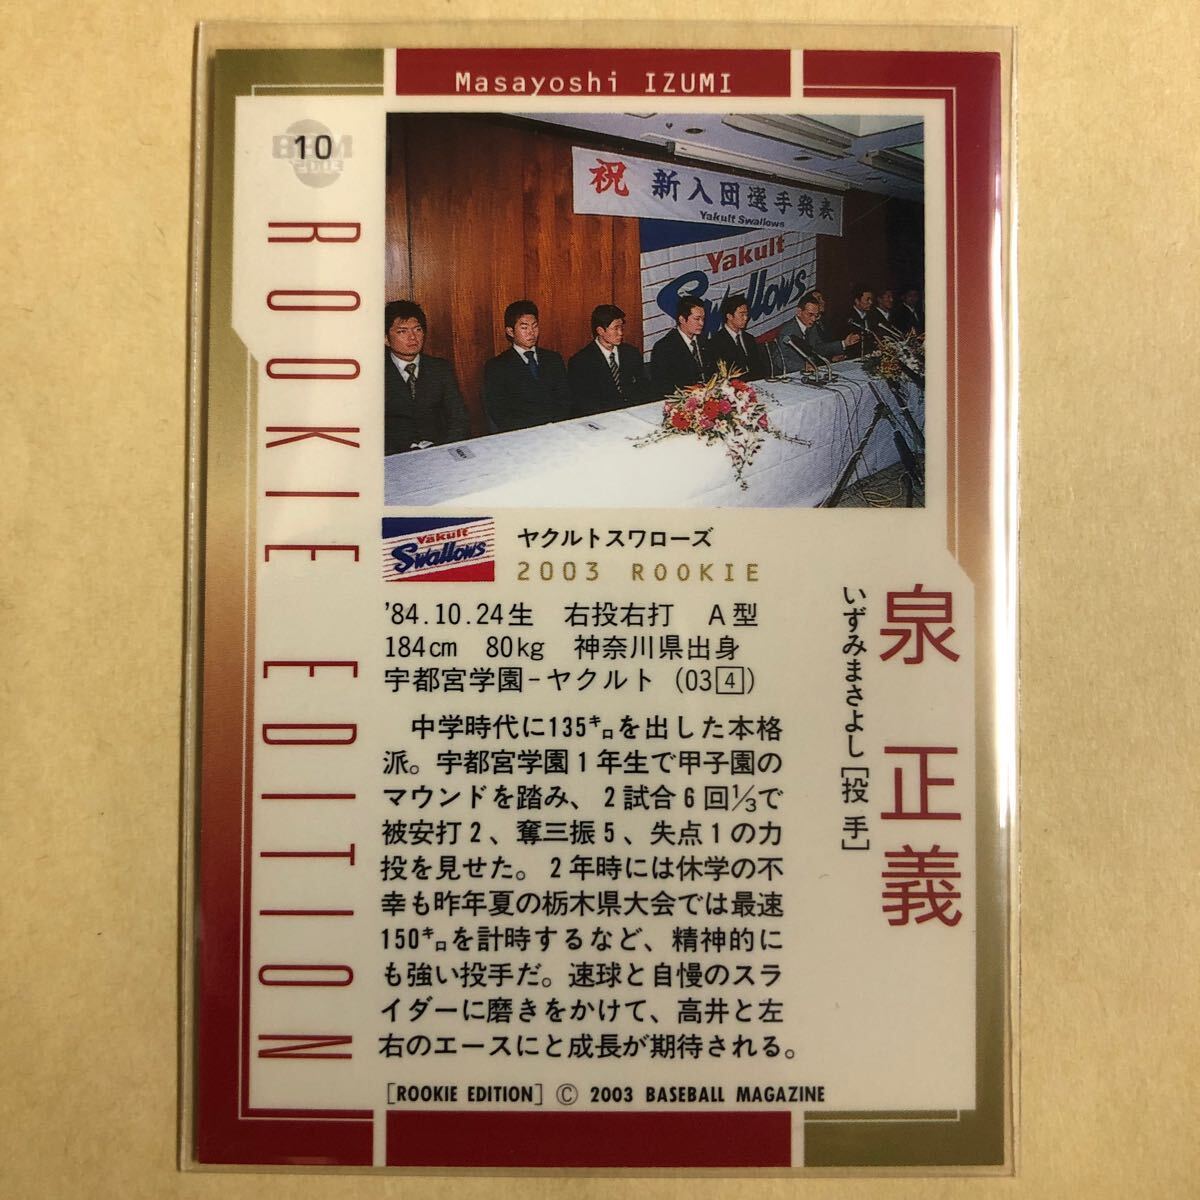 Masayoshi IZUMI
10
ROOKIE EDITION
祝 新入団選手発表
Yakult Swallows
Yakult
Swallows
Yakult
Swallows
ヤクルトスワローズ
2003 ROOKIE
'84.10.24生 右投右打 A型
184cm 80kg 神奈川県出身
宇都宮学園-ヤクルト (03④)
泉 正義
いずみまさよし[投手]
中学時代に135㌔を出した本格
派。宇都宮学園1年生で甲子園の
マウンドを踏み、2試合6回⅓で
被安打2、奪三振5、失点1の力
投を見せた。2年時には休学の不
幸も昨年夏の栃木県大会では最速
150㌔を計時するなど、精神的に
も強い投手だ。速球と自慢のスラ
イダーに磨きをかけて、高井と左
右のエースにと成長が期待される。
[ROOKIE EDITION] © 2003 BASEBALL MAGAZINE